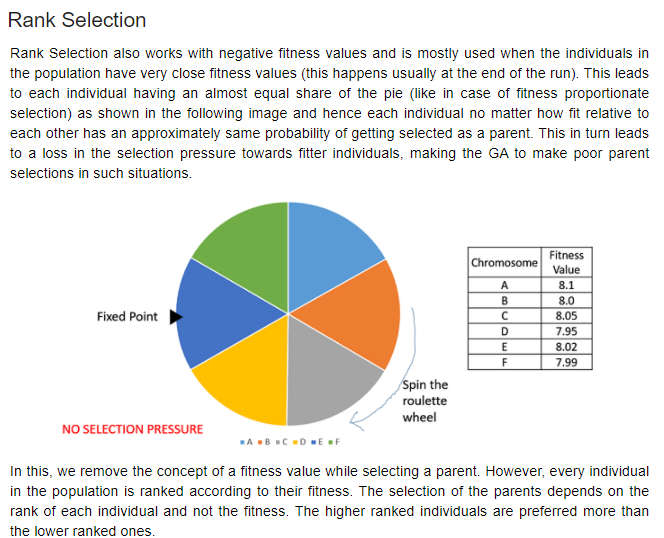 Rank Selection
Rank Selection also works with negative fitness values and is mostly used when the individuals in
the population have very close fitness values (this happens usually at the end of the run). This leads
to each individual having an almost equal share of the pie (like in case of fitness proportionate
selection) as shown in the following image and hence each individual no matter how fit relative to
each other has an approximately same probability of getting selected as a parent. This in turn leads
to a loss in the selection pressure towards fitter individuals, making the GA to make poor parent
selections in such situations.
Fixed Point
Spin the
roulette
wheel
NO SELECTION PRESSURE
A B C D E F
Chromosome Fitness Value
A 8.1
B 8.0
C 8.05
D 7.95
E 8.02
F 7.99
In this, we remove the concept of a fitness value while selecting a parent. However, every individual
in the population is ranked according to their fitness. The selection of the parents depends on the
rank of each individual and not the fitness. The higher ranked individuals are preferred more than
the lower ranked ones.